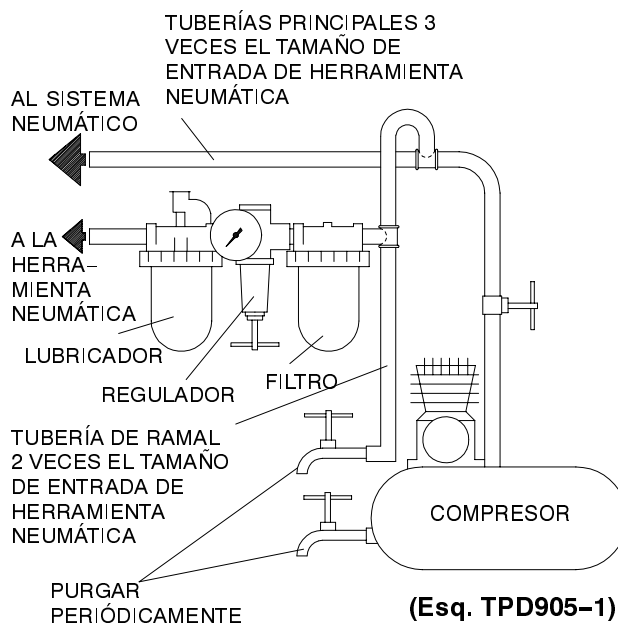 TUBERÍAS PRINCIPALES 3
VECES EL TAMAÑO DE
ENTRADA DE HERRAMIENTA
NEUMÁTICA
AL SISTEMA
NEUMÁTICO
A LA
HERRA–
MIENTA
NEUMÁTICA
LUBRICADOR
REGULADOR
FILTRO
TUBERÍA DE RAMAL
2 VECES EL TAMAÑO
DE ENTRADA DE
HERRAMIENTA
NEUMÁTICA
COMPRESOR
PURGAR
PERIÓDICAMENTE
(Esq. TPD905–1)